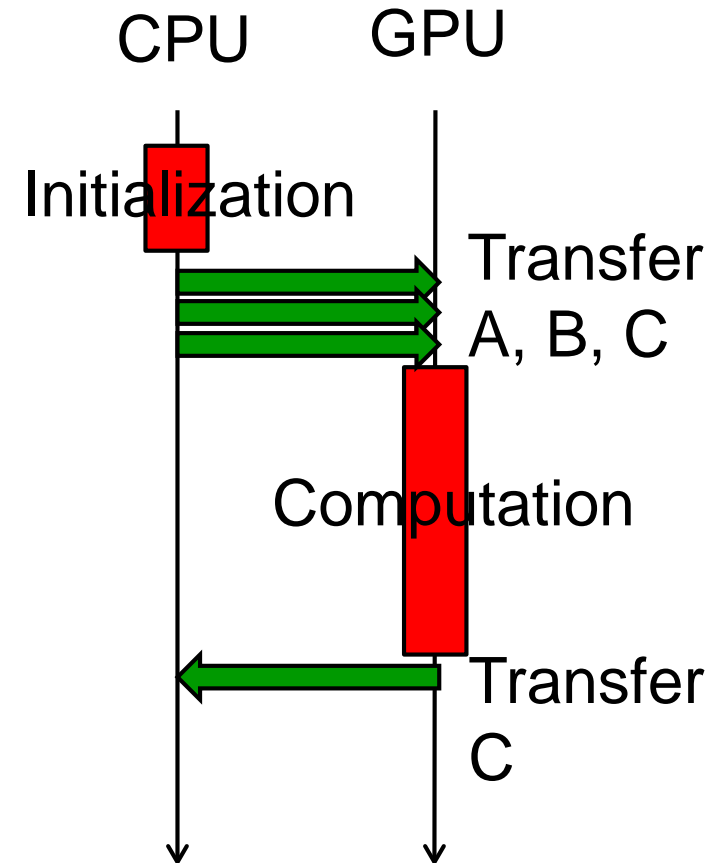 CPU GPU
Initialization
Transfer
A, B, C
Computation
Transfer
C